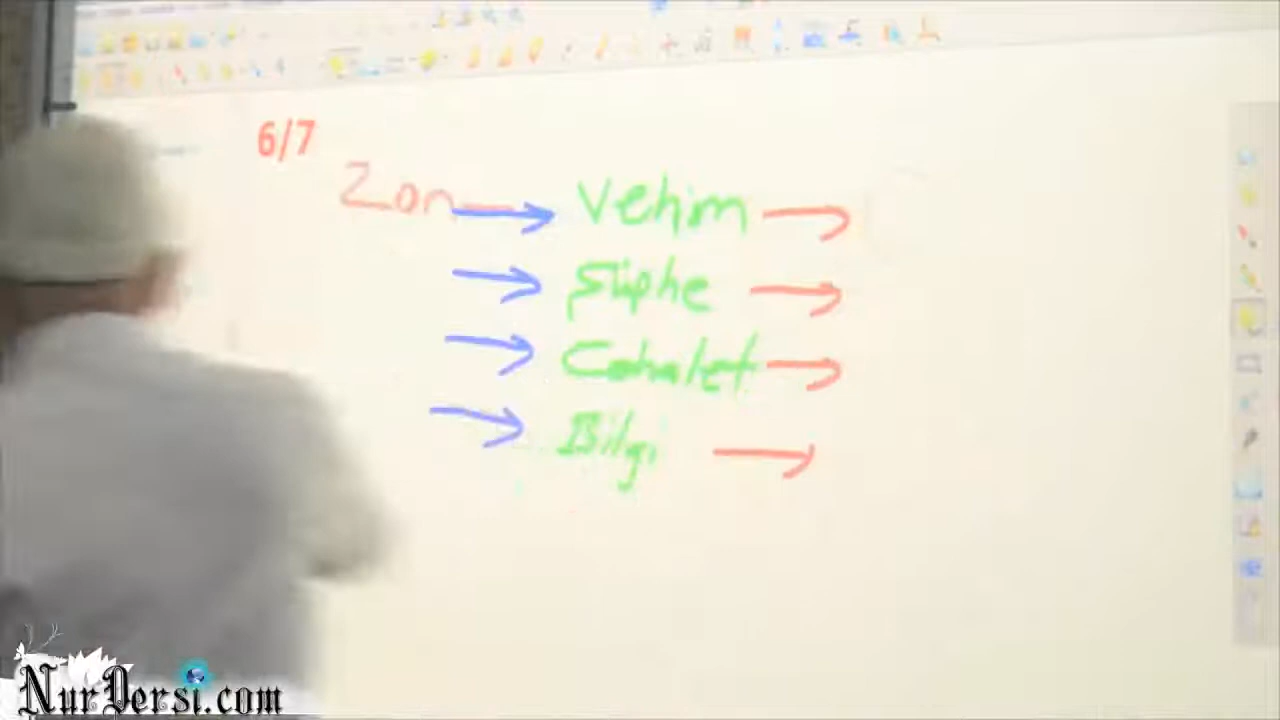 6/7
Zan → Vehim →
→ Şüphe →
→ Cehalet →
→ Bilgi →
NurDersi.com